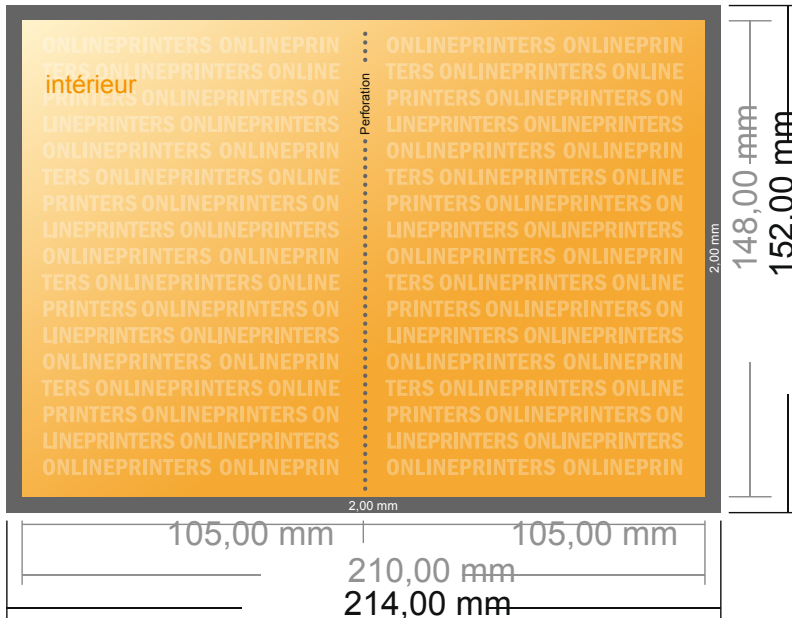 ONLINEPRINTERS ONLINEPRIN
TERS ONLINEPRINTERS ONLINE
intérieur
PRINTERS ONLINEPRINTERS ON
LINEPRINTERS ONLINEPRINTERS
ONLINEPRINTERS ONLINEPRIN
TERS ONLINEPRINTERS ONLINE
PRINTERS ONLINEPRINTERS ON
LINEPRINTERS ONLINEPRINTERS
ONLINEPRINTERS ONLINEPRIN
TERS ONLINEPRINTERS ONLINE
PRINTERS ONLINEPRINTERS ON
LINEPRINTERS ONLINEPRINTERS
ONLINEPRINTERS ONLINEPRIN
TERS ONLINEPRINTERS ONLINE
PRINTERS ONLINEPRINTERS ON
LINEPRINTERS ONLINEPRINTERS
ONLINEPRINTERS ONLINEPRIN
Perforation
ONLINEPRINTERS ONLINEPRIN
TERS ONLINEPRINTERS ONLINE
PRINTERS ONLINEPRINTERS ON
LINEPRINTERS ONLINEPRINTERS
ONLINEPRINTERS ONLINEPRIN
TERS ONLINEPRINTERS ONLINE
PRINTERS ONLINEPRINTERS ON
LINEPRINTERS ONLINEPRINTERS
ONLINEPRINTERS ONLINEPRIN
TERS ONLINEPRINTERS ONLINE
PRINTERS ONLINEPRINTERS ON
LINEPRINTERS ONLINEPRINTERS
ONLINEPRINTERS ONLINEPRIN
TERS ONLINEPRINTERS ONLINE
PRINTERS ONLINEPRINTERS ON
LINEPRINTERS ONLINEPRINTERS
ONLINEPRINTERS ONLINEPRIN
2,00 mm
148,00 mm
152,00 mm
2,00 mm
105,00 mm
105,00 mm
210,00 mm
214,00 mm